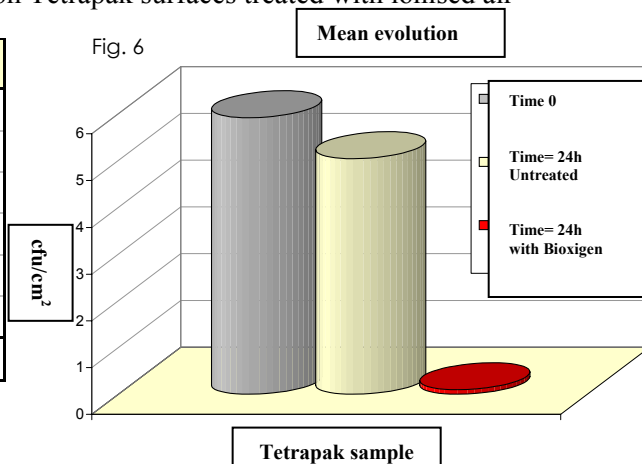 on Tetrapak surfaces treated with ionised air
Fig. 6
Mean evolution
6
5
4
3
2
1
0
cfu/cm²
Time 0
Time= 24h
Untreated
Time= 24h
with Bioxigen
Tetrapak sample